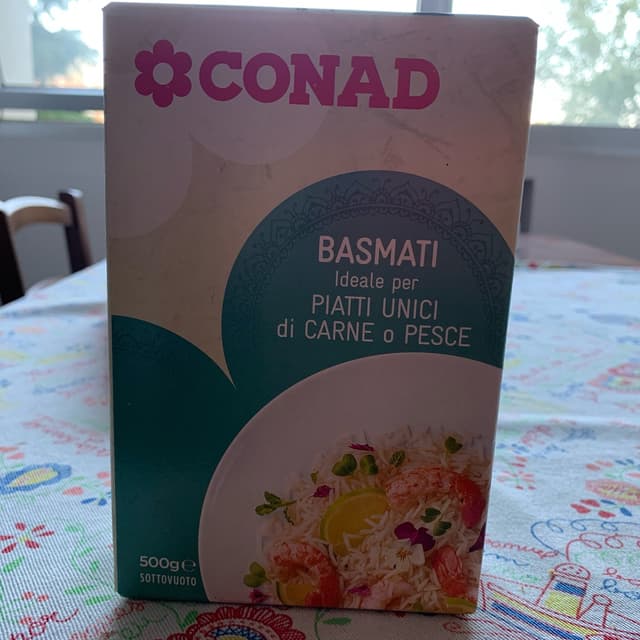 CONAD
BASMATI
Ideale per
PIATTI UNICI
di CARNE o PESCE
500g℮
SOTTOVUOTO